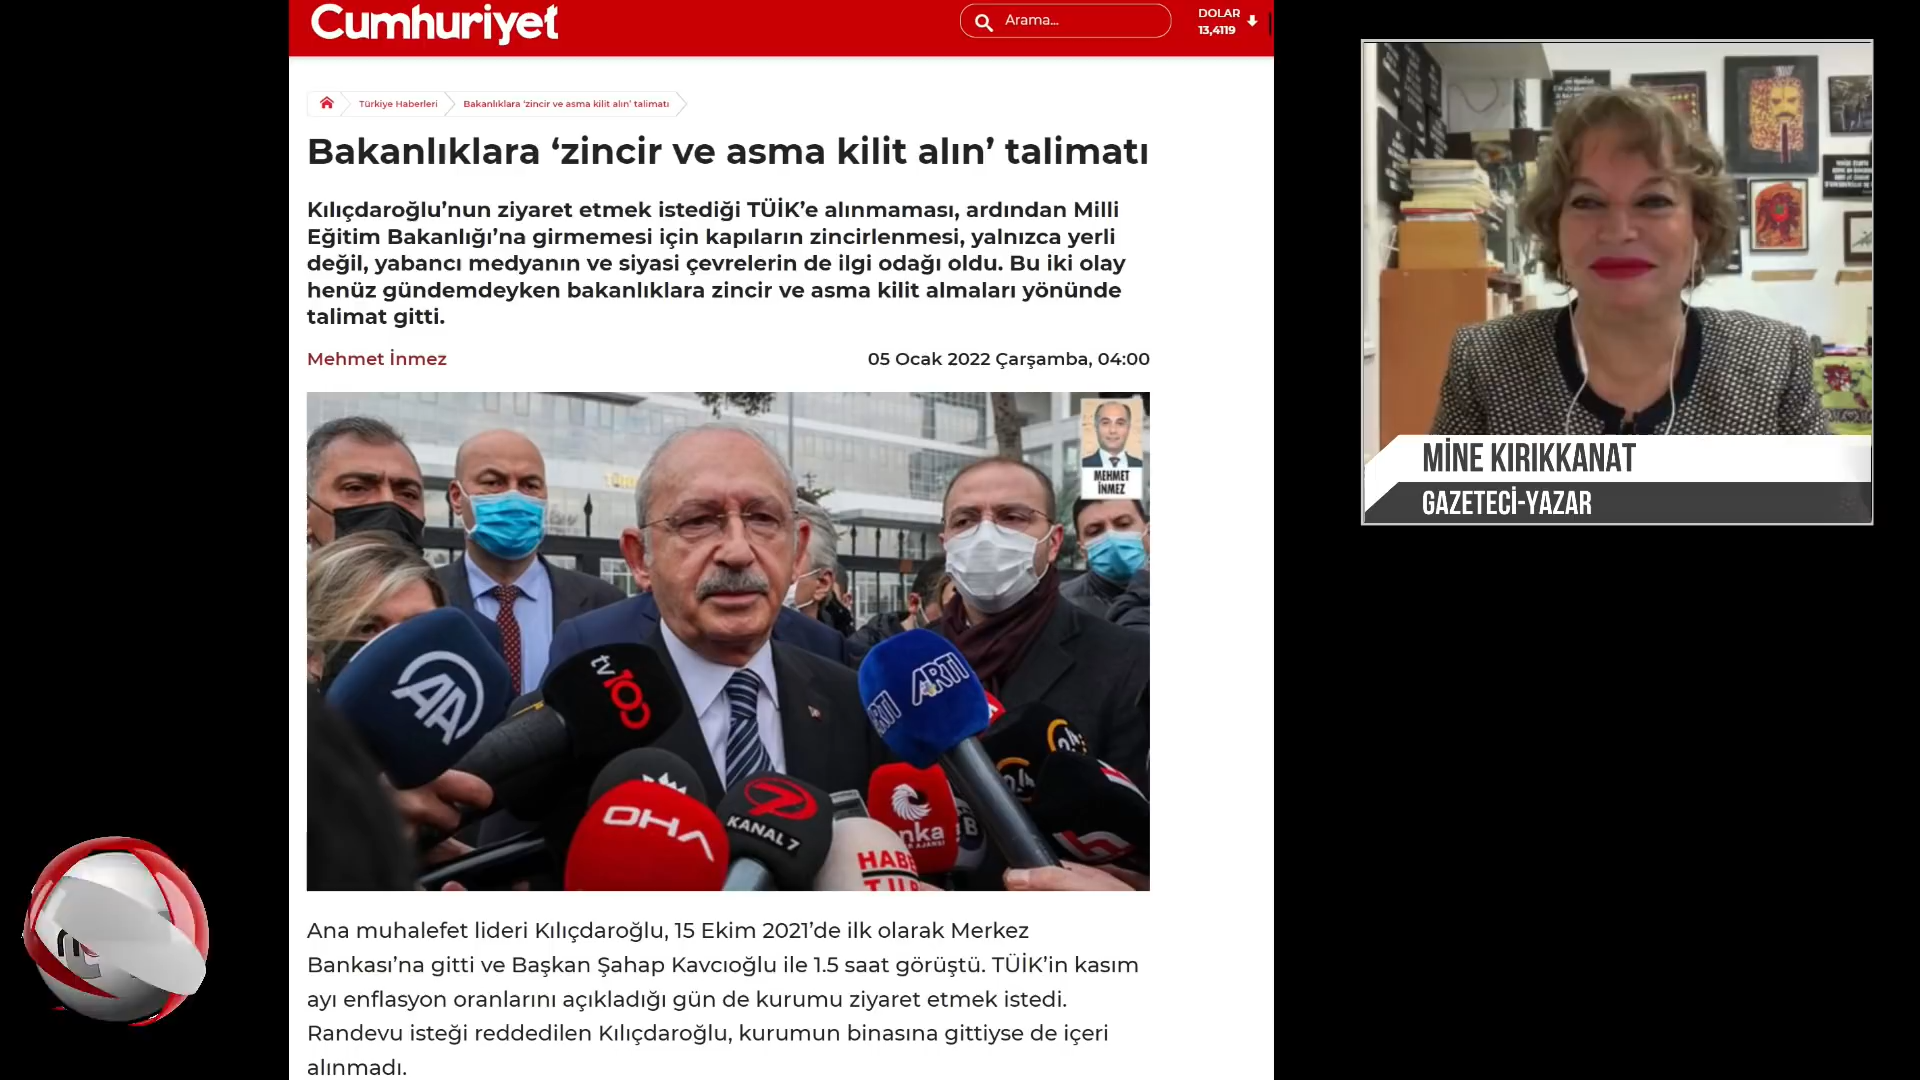 Cumhuriyet
Arama...
DOLAR
13,4119
Türkiye Haberleri
Bakanlıklara ‘zincir ve asma kilit alın’ talimatı
Bakanlıklara ‘zincir ve asma kilit alın’ talimatı
Kılıçdaroğlu’nun ziyaret etmek istediği TÜİK’e alınmaması, ardından Milli
Eğitim Bakanlığı’na girmemesi için kapıların zincirlenmesi, yalnızca yerli
değil, yabancı medyanın ve siyasi çevrelerin de ilgi odağı oldu. Bu iki olay
henüz gündemdeyken bakanlıklara zincir ve asma kilit almaları yönünde
talimat gitti.
Mehmet İnmez
05 Ocak 2022 Çarşamba, 04:00
MEHMET
İNMEZ
AA
tv100
ARTI
ARTI
DHA
KANAL 7
24
Ana muhalefet lideri Kılıçdaroğlu, 15 Ekim 2021’de ilk olarak Merkez
Bankası’na gitti ve Başkan Şahap Kavcıoğlu ile 1.5 saat görüştü. TÜİK’in kasım
ayı enflasyon oranlarını açıkladığı gün de kurumu ziyaret etmek istedi.
Randevu isteği reddedilen Kılıçdaroğlu, kurumun binasına gittiyse de içeri
alınmadı.
MİNE KIRIKKANAT
GAZETECİ-YAZAR